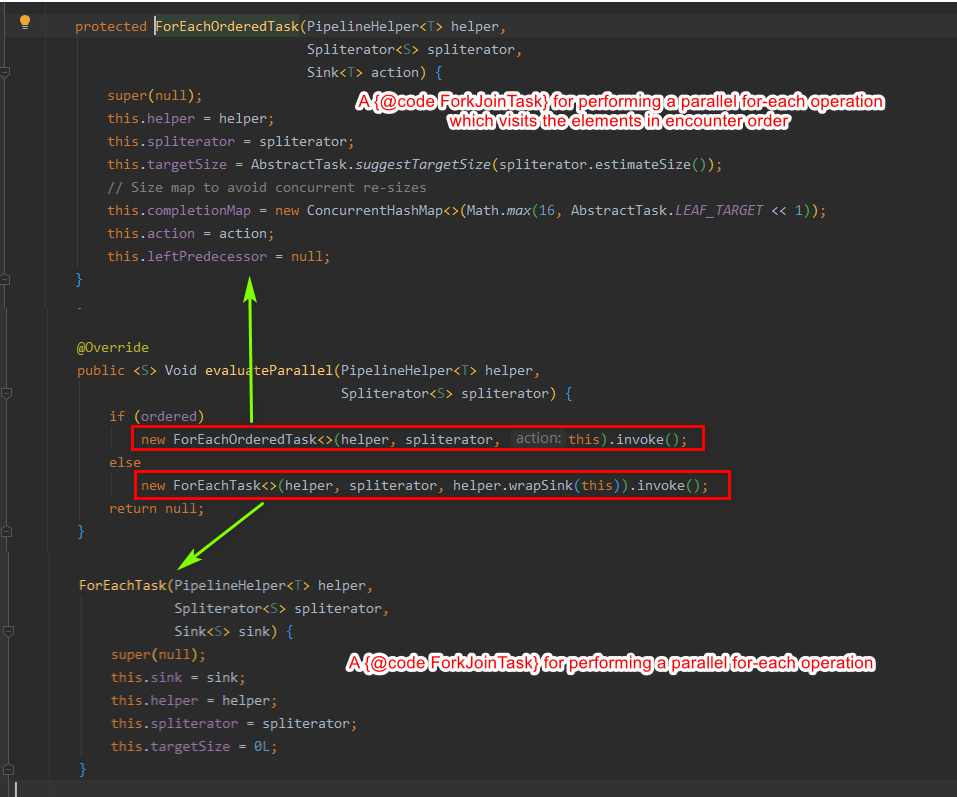 protected ForEachOrderedTask(PipelineHelper<T> helper,
Spliterator<S> spliterator,
Sink<T> action) {
super(null);
A {@code ForkJoinTask} for performing a parallel for-each operation
which visits the elements in encounter order
this.helper = helper;
this.spliterator = spliterator;
this.targetSize = AbstractTask.suggestTargetSize(spliterator.estimateSize());
// Size map to avoid concurrent re-sizes
this.completionMap = new ConcurrentHashMap<>(Math.max(16, AbstractTask.LEAF_TARGET << 1));
this.action = action;
this.leftPredecessor = null;
}
@Override
public <S> Void evaluateParallel(PipelineHelper<T> helper,
Spliterator<S> spliterator) {
if (ordered)
new ForEachOrderedTask<>(helper, spliterator, action: this).invoke();
else
new ForEachTask<>(helper, spliterator, helper.wrapSink(this)).invoke();
return null;
}
ForEachTask(PipelineHelper<T> helper,
Spliterator<S> spliterator,
Sink<S> sink) {
super(null);
A {@code ForkJoinTask} for performing a parallel for-each operation
this.sink = sink;
this.helper = helper;
this.spliterator = spliterator;
this.targetSize = 0L;
}